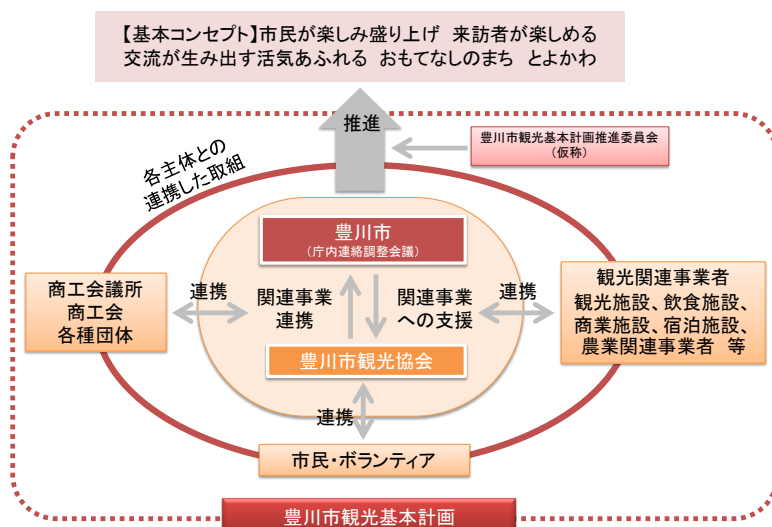 【基本コンセプト】市民が楽しみ盛り上げ　来訪者が楽しめる
交流が生み出す活気あふれる　おもてなしのまち　とよかわ
推進
豊川市観光基本計画推進委員会
（仮称）
各主体との
連携した取組
豊川市
（庁内連絡調整会議）
商工会議所
商工会
各種団体
連携
関連事業
連携
関連事業
への支援
連携
観光関連事業者
観光施設、飲食施設、
商業施設、宿泊施設、
農業関連事業者　等
豊川市観光協会
連携
市民・ボランティア
豊川市観光基本計画